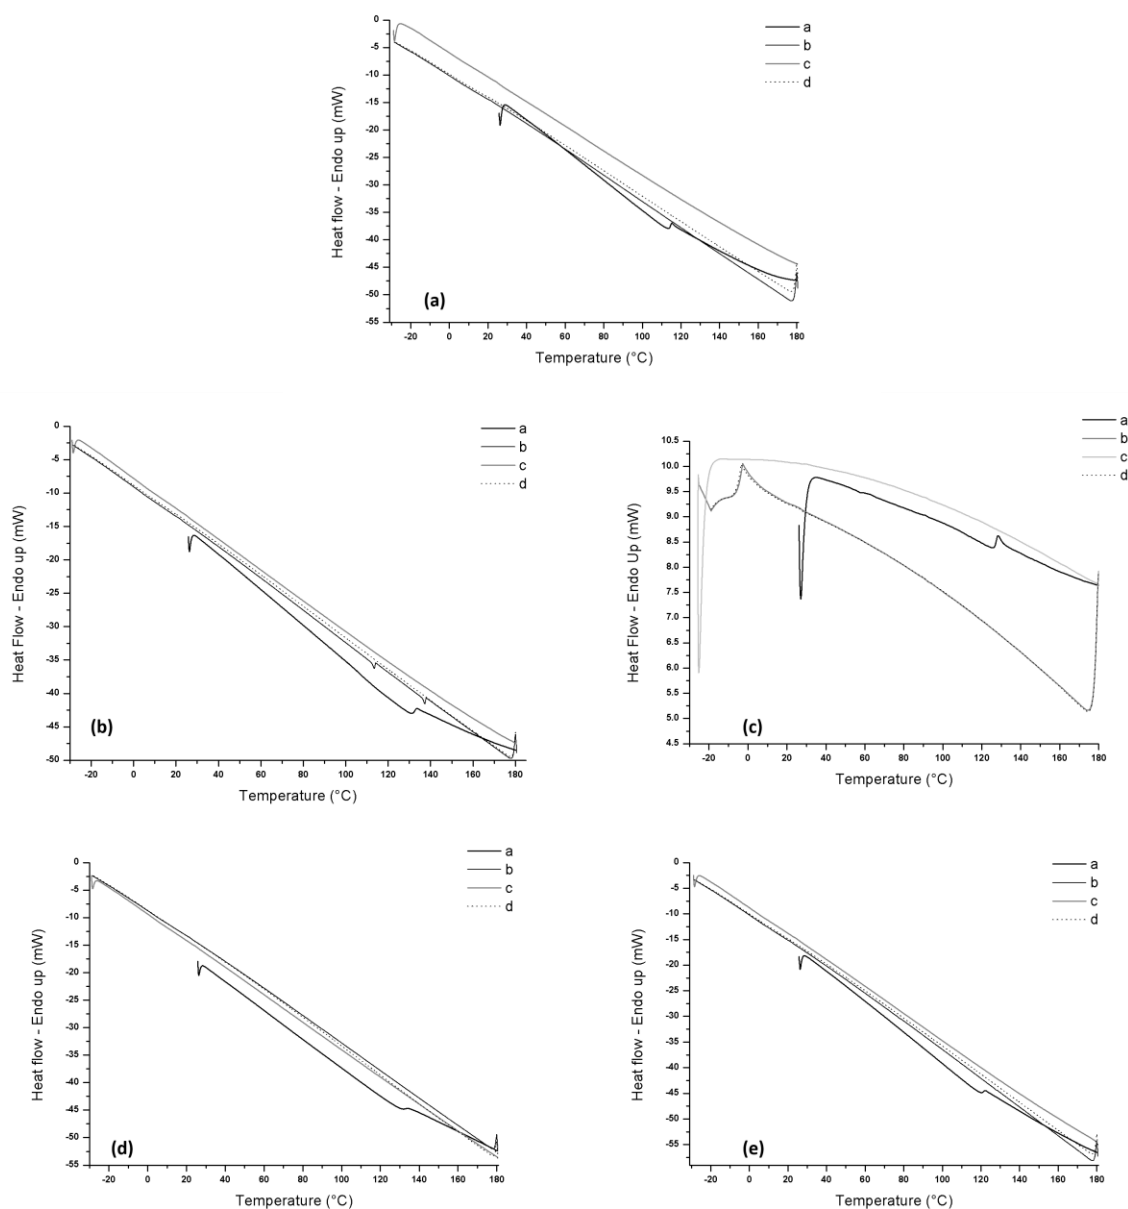 a
b
c
d
Heat flow - Endo up (mW)
0
-5
-10
-15
-20
-25
-30
-35
-40
-45
-50
-55
(a)
-20 0 20 40 60 80 100 120 140 160 180
Temperature (°C)
a
b
c
d
Heat Flow - Endo up (mW)
0
-5
-10
-15
-20
-25
-30
-35
-40
-45
-50
(b)
-20 0 20 40 60 80 100 120 140 160 180
Temperature (°C)
a
b
c
d
Heat Flow - Endo Up (mW)
10.5
10.0
9.5
9.0
8.5
8.0
7.5
7.0
6.5
6.0
5.5
5.0
4.5
(c)
-20 0 20 40 60 80 100 120 140 160 180
Temperature (°C)
a
b
c
d
Heat flow - Endo up (mW)
0
-5
-10
-15
-20
-25
-30
-35
-40
-45
-50
-55
(d)
-20 0 20 40 60 80 100 120 140 160 180
Temperature (°C)
a
b
c
d
Heat flow - Endo up (mW)
0
-5
-10
-15
-20
-25
-30
-35
-40
-45
-50
-55
(e)
-20 0 20 40 60 80 100 120 140 160 180
Temperature (°C)